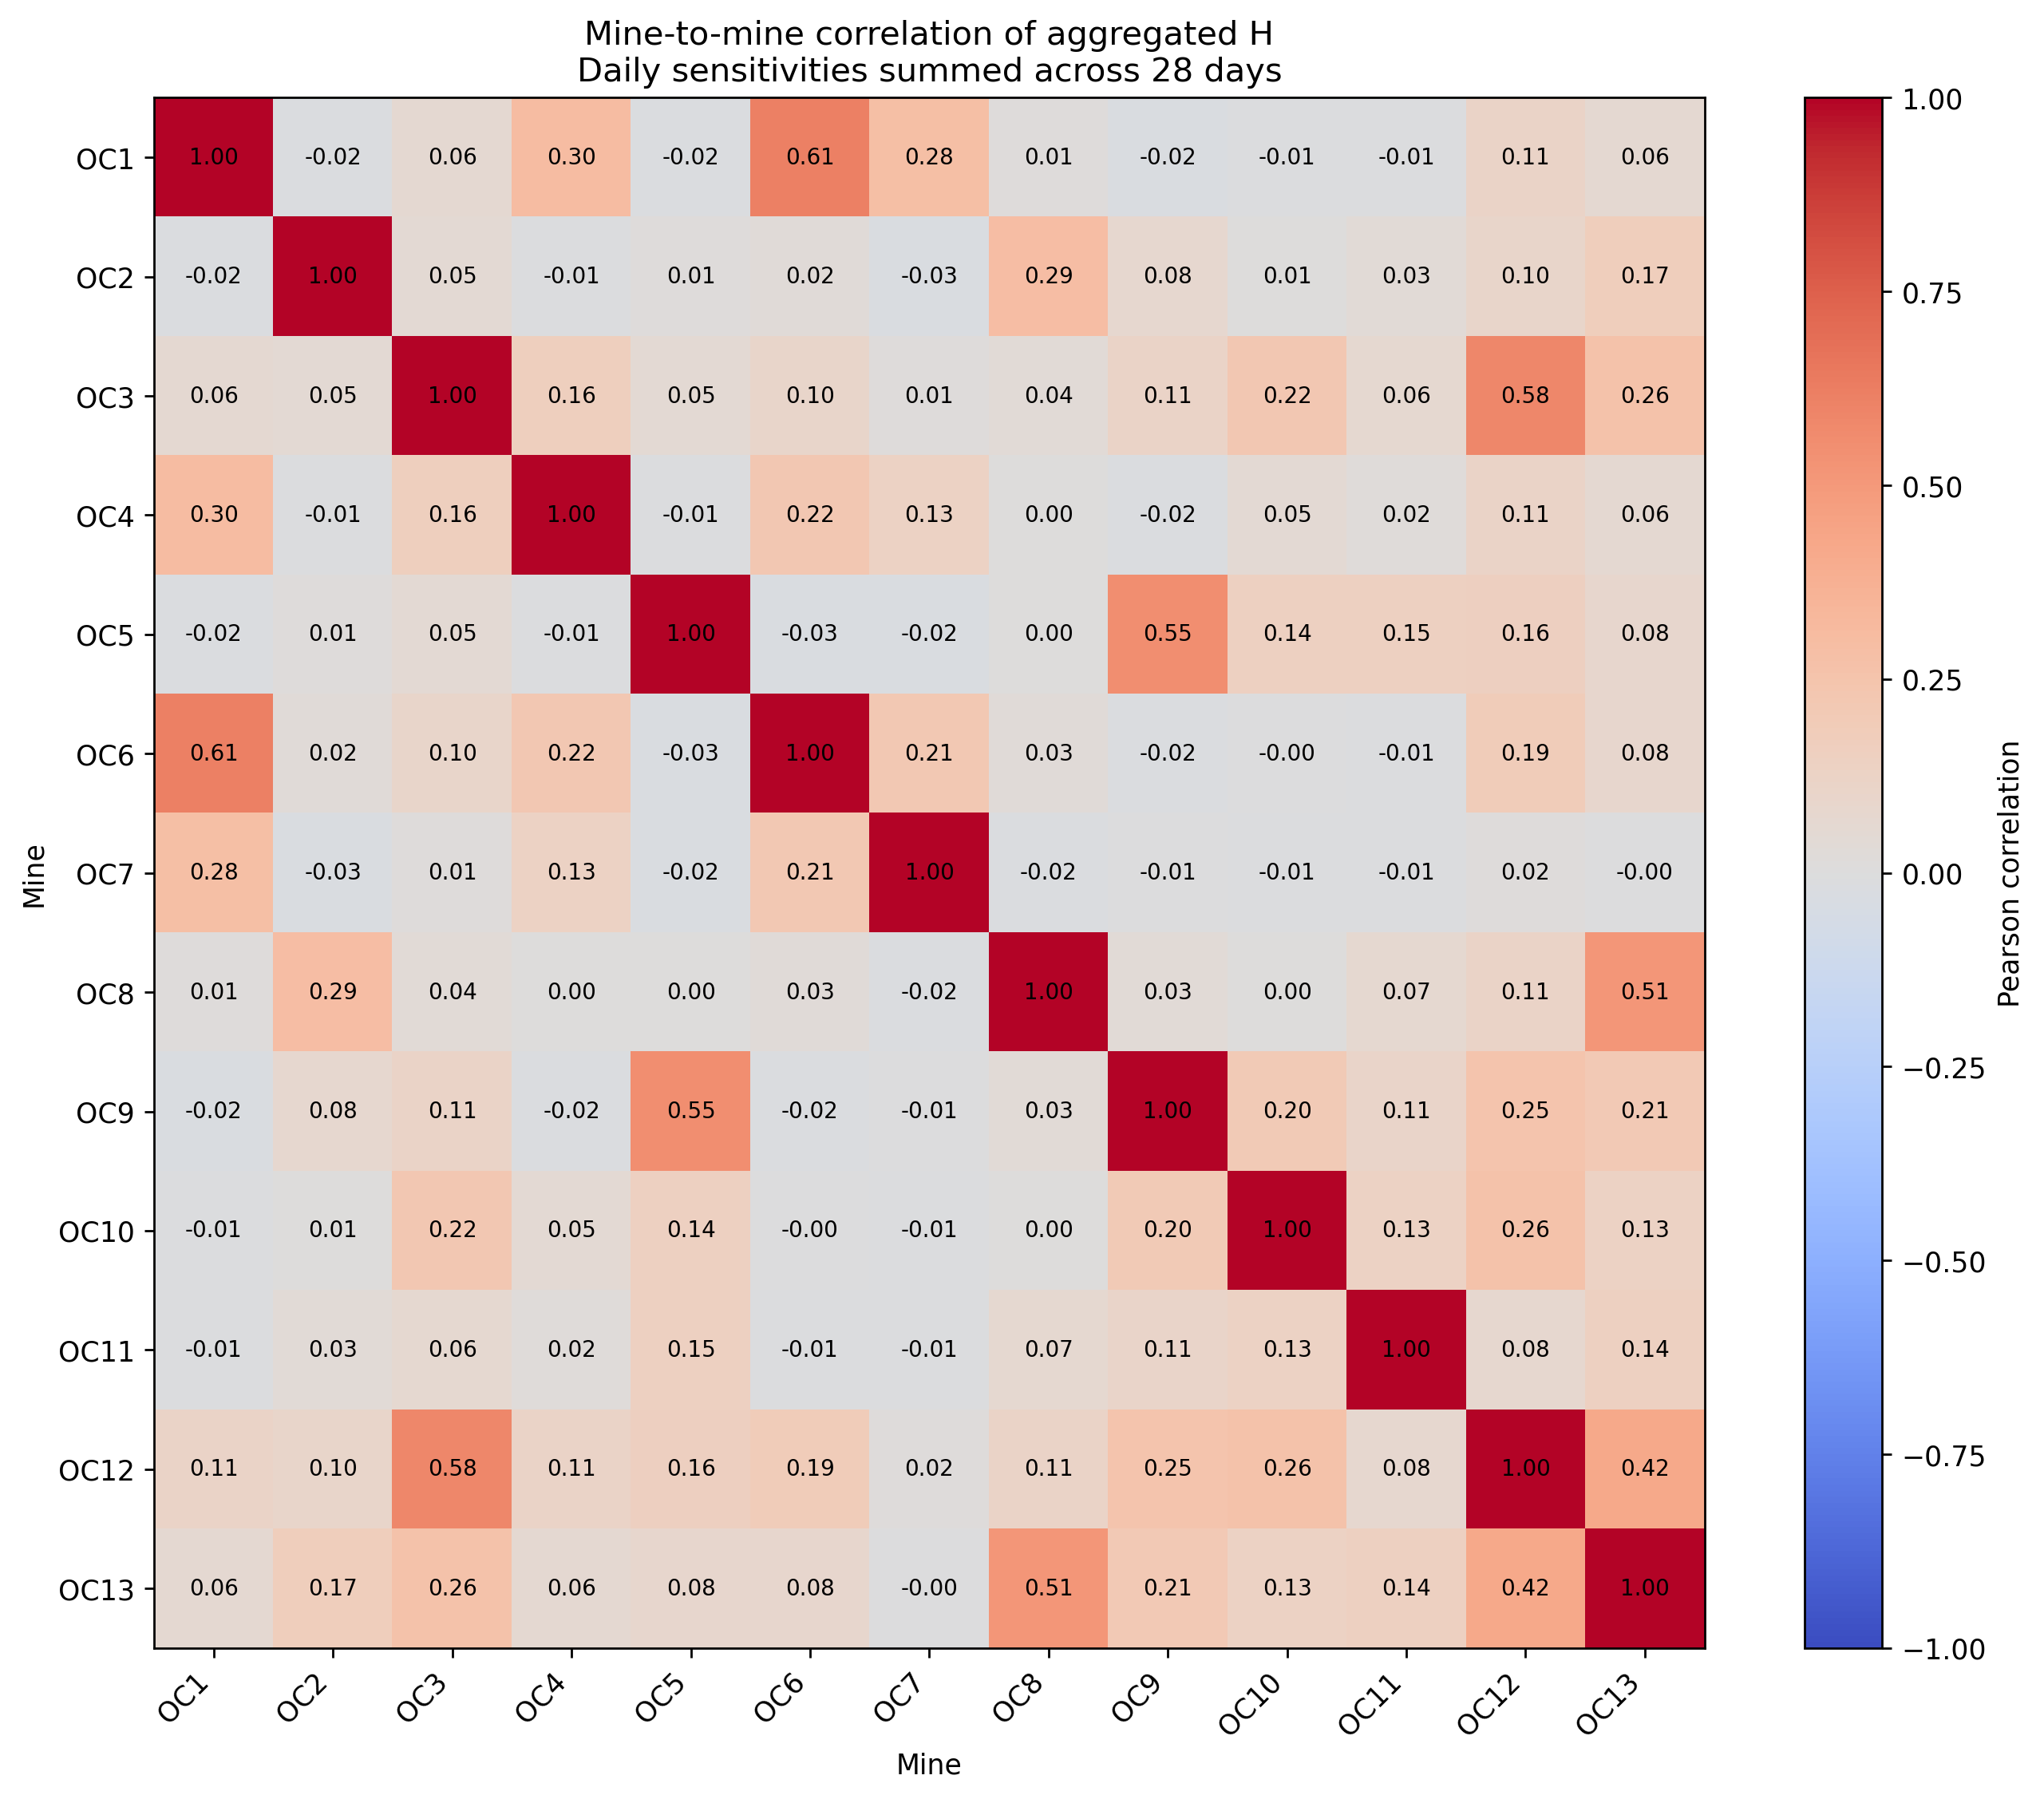 Mine-to-mine correlation of aggregated H
Daily sensitivities summed across 28 days
OC1 1.00 -0.02 0.06 0.30 -0.02 0.61 0.28 0.01 -0.02 -0.01 -0.01 0.11 0.06
OC2 -0.02 1.00 0.05 -0.01 0.01 0.02 -0.03 0.29 0.08 0.01 0.03 0.10 0.17
OC3 0.06 0.05 1.00 0.16 0.05 0.10 0.01 0.04 0.11 0.22 0.06 0.58 0.26
OC4 0.30 -0.01 0.16 1.00 -0.01 0.22 0.13 0.00 -0.02 0.05 0.02 0.11 0.06
OC5 -0.02 0.01 0.05 -0.01 1.00 -0.03 -0.02 0.00 0.55 0.14 0.15 0.16 0.08
OC6 0.61 0.02 0.10 0.22 -0.03 1.00 0.21 0.03 -0.02 -0.00 -0.01 0.19 0.08
OC7 0.28 -0.03 0.01 0.13 -0.02 0.21 1.00 -0.02 -0.01 -0.01 -0.01 0.02 -0.00
OC8 0.01 0.29 0.04 0.00 0.00 0.03 -0.02 1.00 0.03 0.00 0.07 0.11 0.51
OC9 -0.02 0.08 0.11 -0.02 0.55 -0.02 -0.01 0.03 1.00 0.20 0.11 0.25 0.21
OC10 -0.01 0.01 0.22 0.05 0.14 -0.00 -0.01 0.00 0.20 1.00 0.13 0.26 0.13
OC11 -0.01 0.03 0.06 0.02 0.15 -0.01 -0.01 0.07 0.11 0.13 1.00 0.08 0.14
OC12 0.11 0.10 0.58 0.11 0.16 0.19 0.02 0.11 0.25 0.26 0.08 1.00 0.42
OC13 0.06 0.17 0.26 0.06 0.08 0.08 -0.00 0.51 0.21 0.13 0.14 0.42 1.00
OC1 OC2 OC3 OC4 OC5 OC6 OC7 OC8 OC9 OC10 OC11 OC12 OC13
Mine
Mine
1.00
0.75
0.50
0.25
0.00
−0.25
−0.50
−0.75
−1.00
Pearson correlation